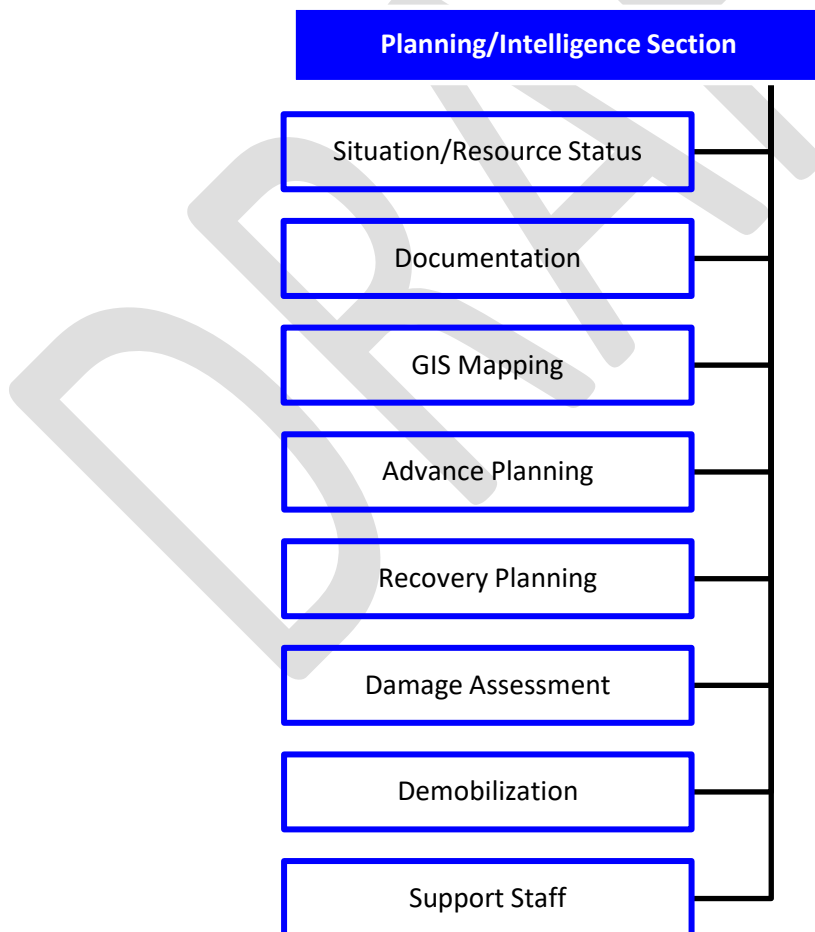 Planning/Intelligence Section
Situation/Resource Status
Documentation
GIS Mapping
Advance Planning
Recovery Planning
Damage Assessment
Demobilization
Support Staff